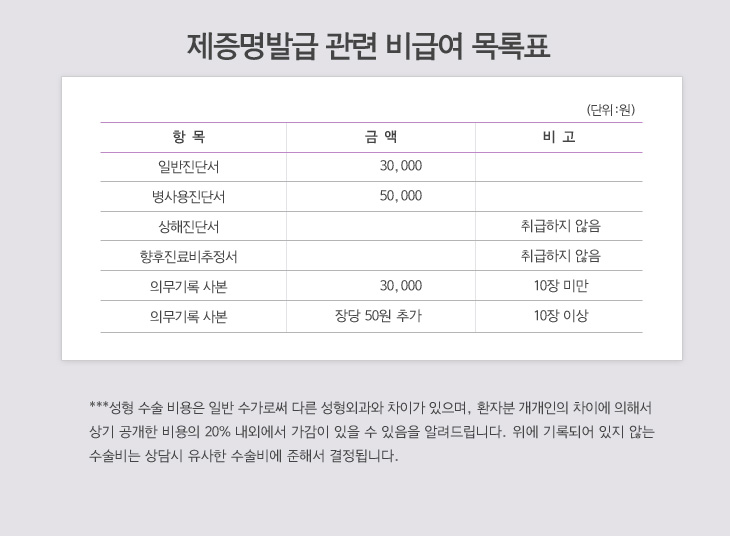 제증명발급 관련 비급여 목록표
(단위:원)
항 목 금 액 비 고
일반진단서 30,000
병사용진단서 50,000
상해진단서 취급하지 않음
향후진료비추정서 취급하지 않음
의무기록 사본 30,000 10장 미만
의무기록 사본 장당 50원 추가 10장 이상
***성형 수술 비용은 일반 수가로써 다른 성형외과와 차이가 있으며, 환자분 개개인의 차이에 의해서
상기 공개한 비용의 20% 내외에서 가감이 있을 수 있음을 알려드립니다. 위에 기록되어 있지 않는
수술비는 상담시 유사한 수술비에 준해서 결정됩니다.